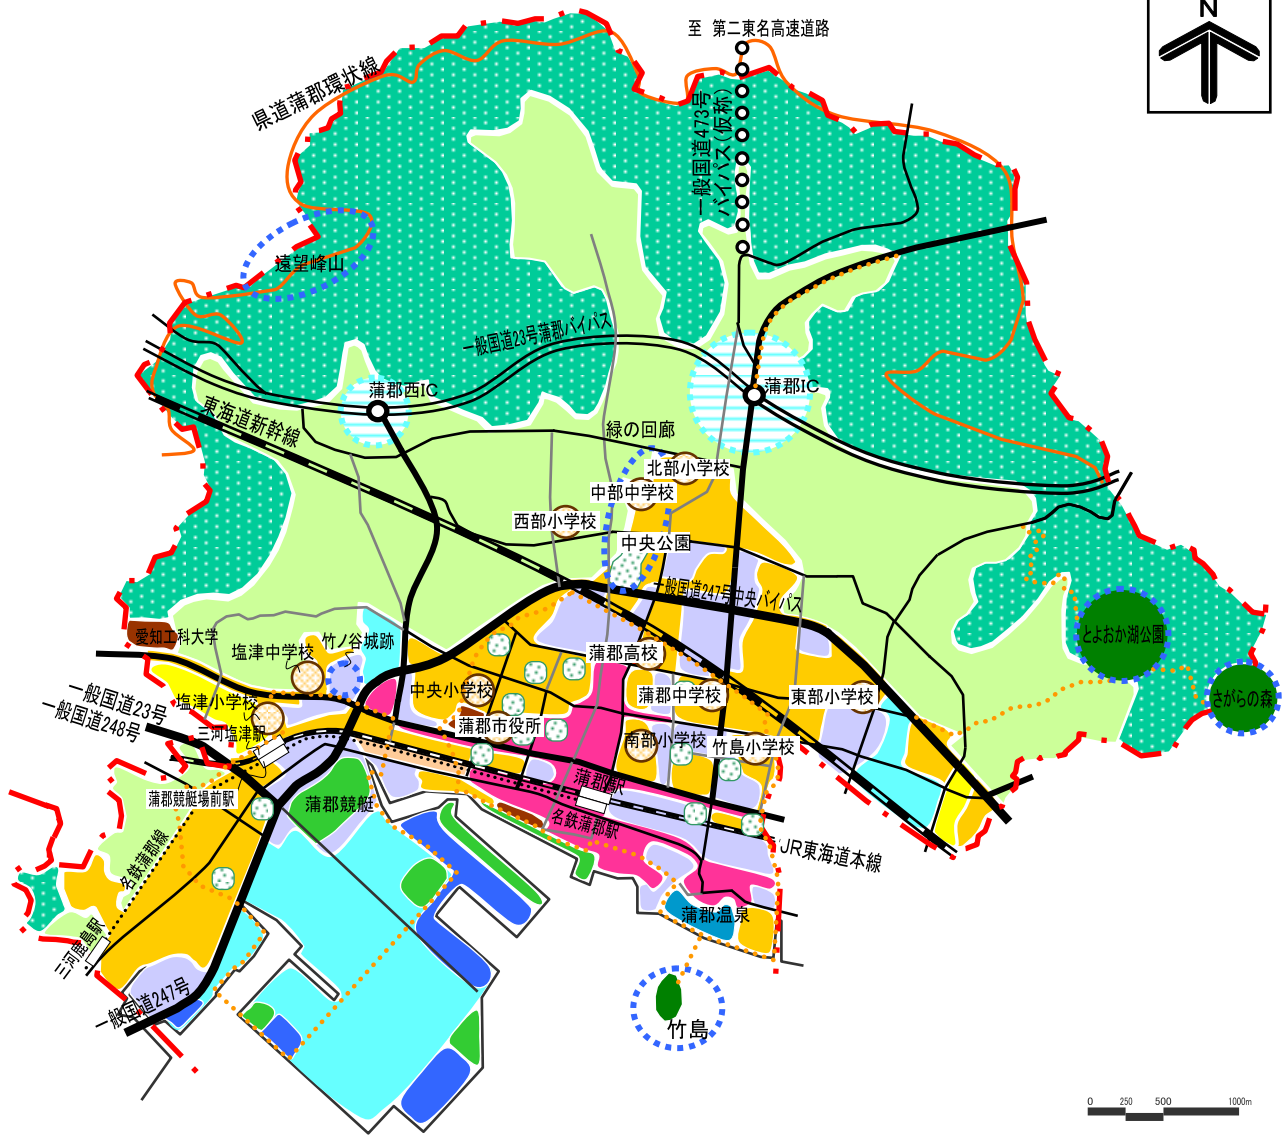 N
至 第二東名高速道路
県道蒲郡環状線
一般国道473号
バイパス(仮称)
遠望峰山
一般国道23号蒲郡バイパス
蒲郡西IC
蒲郡IC
東海道新幹線
緑の回廊
北部小学校
中部中学校
西部小学校
中央公園
一般国道247号中央バイパス
愛知工科大学
竹ノ谷城跡
塩津中学校
蒲郡高校
とよおか湖公園
中央小学校
蒲郡中学校
東部小学校
さがらの森
一般国道23号
一般国道248号
塩津小学校
三河塩津駅
蒲郡市役所
南部小学校
竹島小学校
蒲郡競艇場前駅
蒲郡競艇
蒲郡駅
名鉄蒲郡駅
JR東海道本線
名鉄蒲郡線
三河鹿島駅
蒲郡温泉
一般国道247号
竹島
0 250 500 1000m